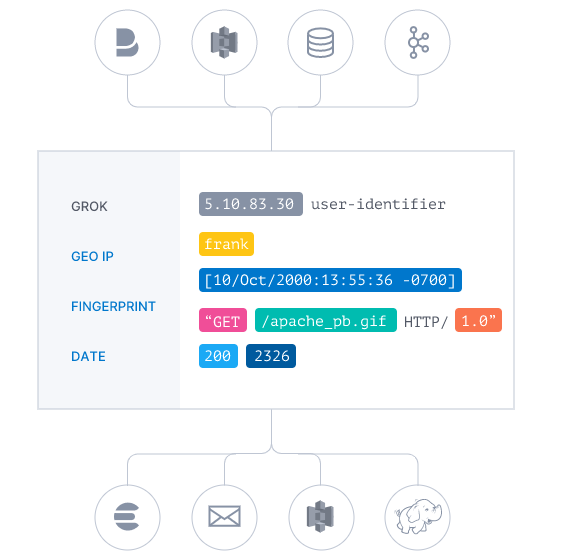 GROK
GEO IP
FINGERPRINT
DATE
5.10.83.30 user-identifier
frank
[10/Oct/2000:13:55:36 -0700]
“GET /apache_pb.gif HTTP/ 1.0”
200 2326